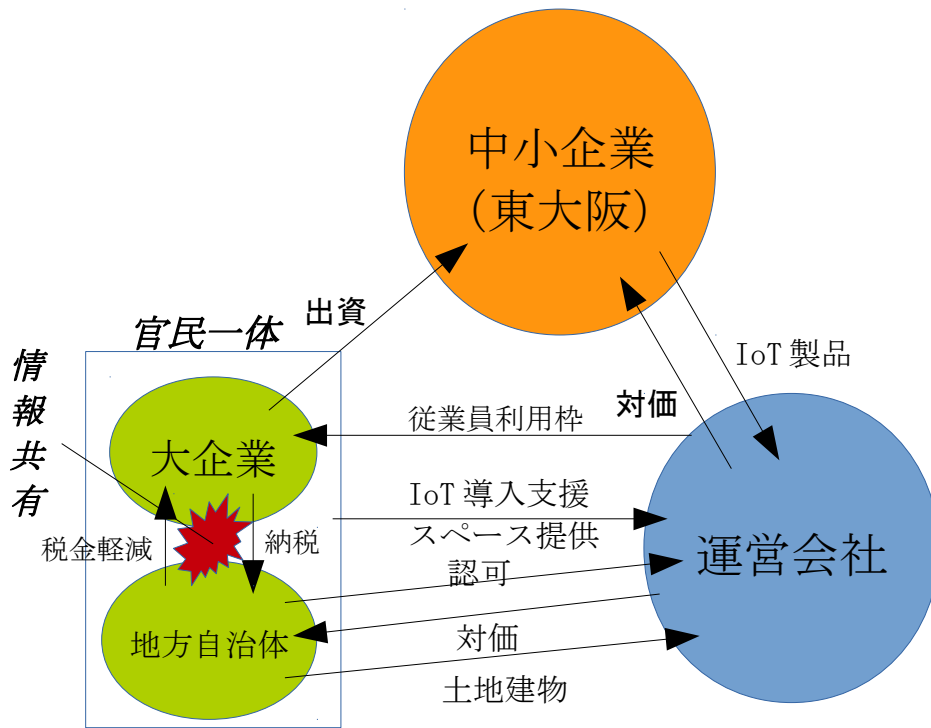 中小企業
（東大阪）
出資
官民一体
情報共有
IoT 製品
対価
従業員利用枠
大企業
IoT 導入支援
スペース提供
税金軽減
納税
認可
運営会社
地方自治体
対価
土地建物